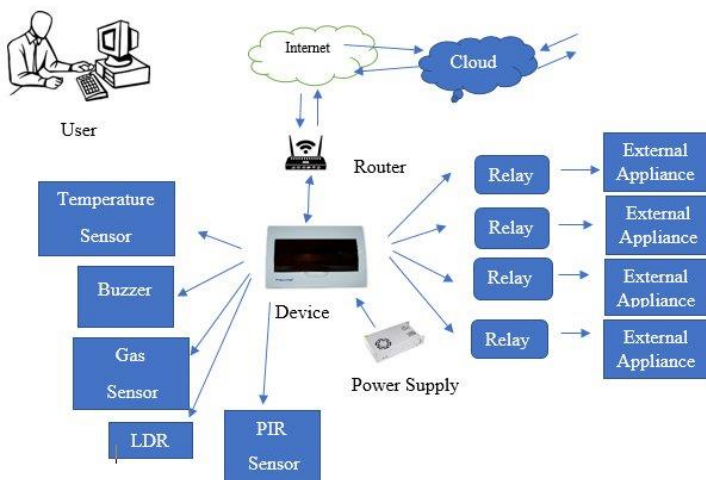 Internet
Cloud
User
Router
Relay
External
Appliance
Temperature
Sensor
Relay
External
Appliance
Buzzer
Device
Relay
External
Appliance
Gas
Sensor
Power Supply
Relay
External
Appliance
LDR
PIR
Sensor